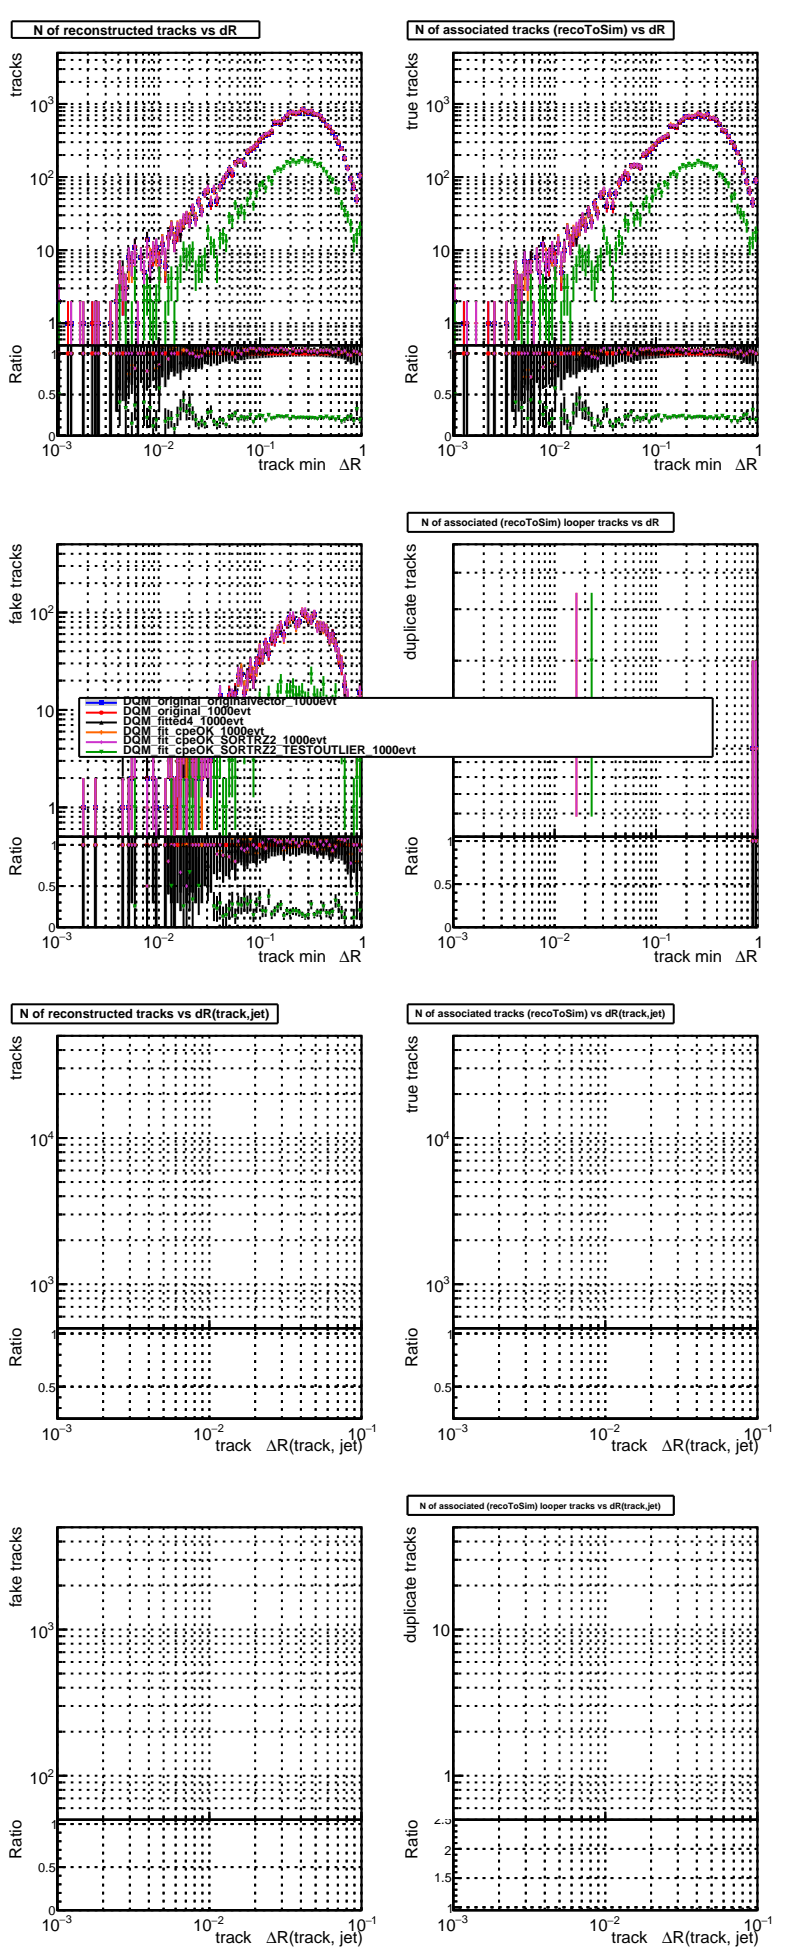 N of reconstructed tracks vs dR
tracks
10³
10²
10
1
Ratio
1
0.5
0
10⁻³ 10⁻² 10⁻¹ 1
track min ΔR
N of associated tracks (recoToSim) vs dR
true tracks
10³
10²
10
1
Ratio
1
0.5
0
10⁻³ 10⁻² 10⁻¹ 1
track min ΔR
fake tracks
10²
10
1
Ratio
1
0.5
0
10⁻³ 10⁻² 10⁻¹ 1
track min ΔR
N of associated (recoToSim) looper tracks vs dR
duplicate tracks
Ratio
1
0.5
0
10⁻³ 10⁻² 10⁻¹ 1
track min ΔR
DQM_original_originalvector_1000evt
DQM_original_1000evt
DQM_fitted4_1000evt
DQM_fit_cpeOK_1000evt
DQM_fit_cpeOK_SORTRZ2_1000evt
DQM_fit_cpeOK_SORTRZ2_TESTOUTLIER_1000evt
N of reconstructed tracks vs dR(track,jet)
tracks
10⁴
10³
Ratio
1
0.5
10⁻³ 10⁻² 10⁻¹
track ΔR(track, jet)
N of associated tracks (recoToSim) vs dR(track,jet)
true tracks
10⁴
10³
Ratio
1
0.5
10⁻³ 10⁻² 10⁻¹
track ΔR(track, jet)
fake tracks
10³
10²
Ratio
1
0.5
0
10⁻³ 10⁻² 10⁻¹
track ΔR(track, jet)
N of associated (recoToSim) looper tracks vs dR(track,jet)
duplicate tracks
10
1
Ratio
2.5
2
1.5
1
10⁻³ 10⁻² 10⁻¹
track ΔR(track, jet)